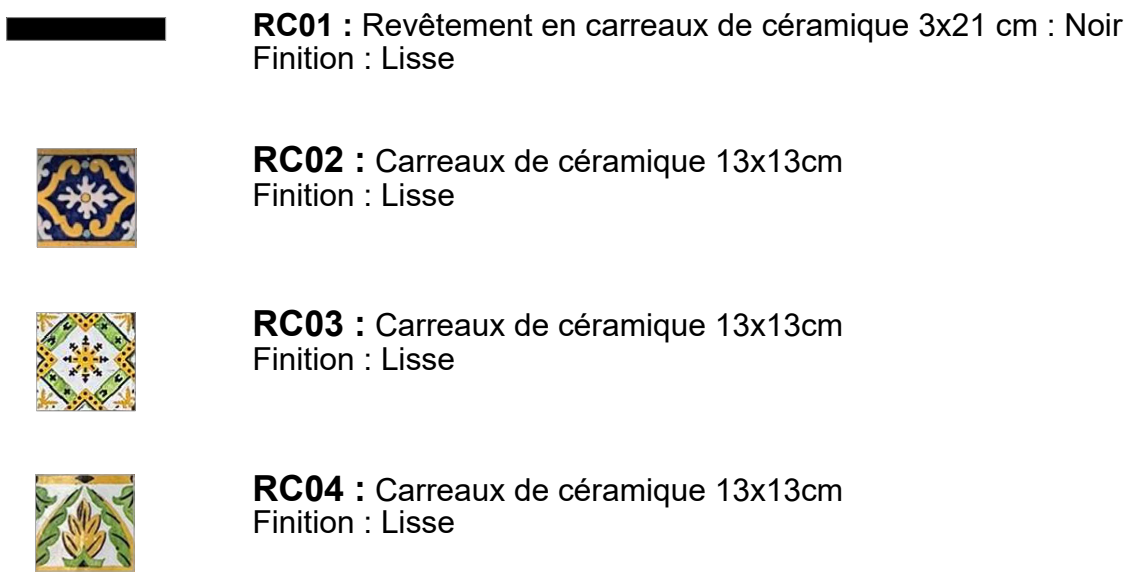 RC01 : Revêtement en carreaux de céramique 3x21 cm : Noir
Finition : Lisse
RC02 : Carreaux de céramique 13x13cm
Finition : Lisse
RC03 : Carreaux de céramique 13x13cm
Finition : Lisse
RC04 : Carreaux de céramique 13x13cm
Finition : Lisse